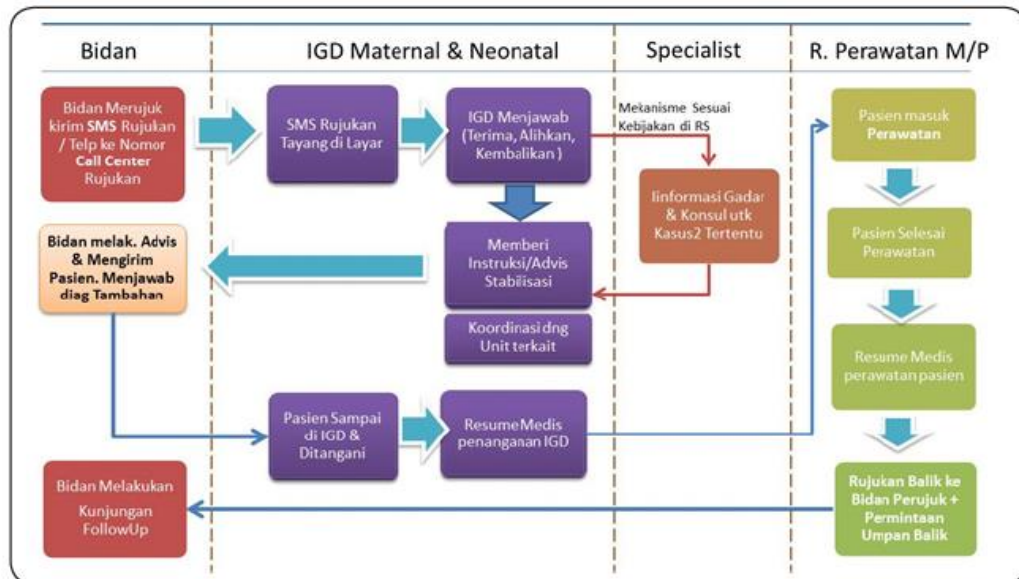 Bidan
IGD Maternal & Neonatal
Specialist
R. Perawatan M/P
Bidan Merujuk
kirim SMS Rujukan
/ Telp ke Nomor
Call Center
Rujukan
SMS Rujukan
Tayang di Layar
IGD Menjawab
(Terima, Alihkan,
Kembalikan )
Mekanisme Sesuai
Kebijakan di RS
Pasien masuk
Perawatan
Iinformasi Gadar
& Konsul utk
Kasus2 Tertentu
Bidan melak. Advis
& Mengirim
Pasien. Menjawab
diag Tambahan
Memberi
Instruksi/Advis
Stabilisasi
Pasien Selesai
Perawatan
Koordinasi dng
Unit terkait
Resume Medis
perawatan pasien
Pasien Sampai
di IGD &
Ditangani
Resume Medis
penanganan IGD
Bidan Melakukan
Kunjungan
FollowUp
Rujukan Balik ke
Bidan Perujuk +
Permintaan
Umpan Balik